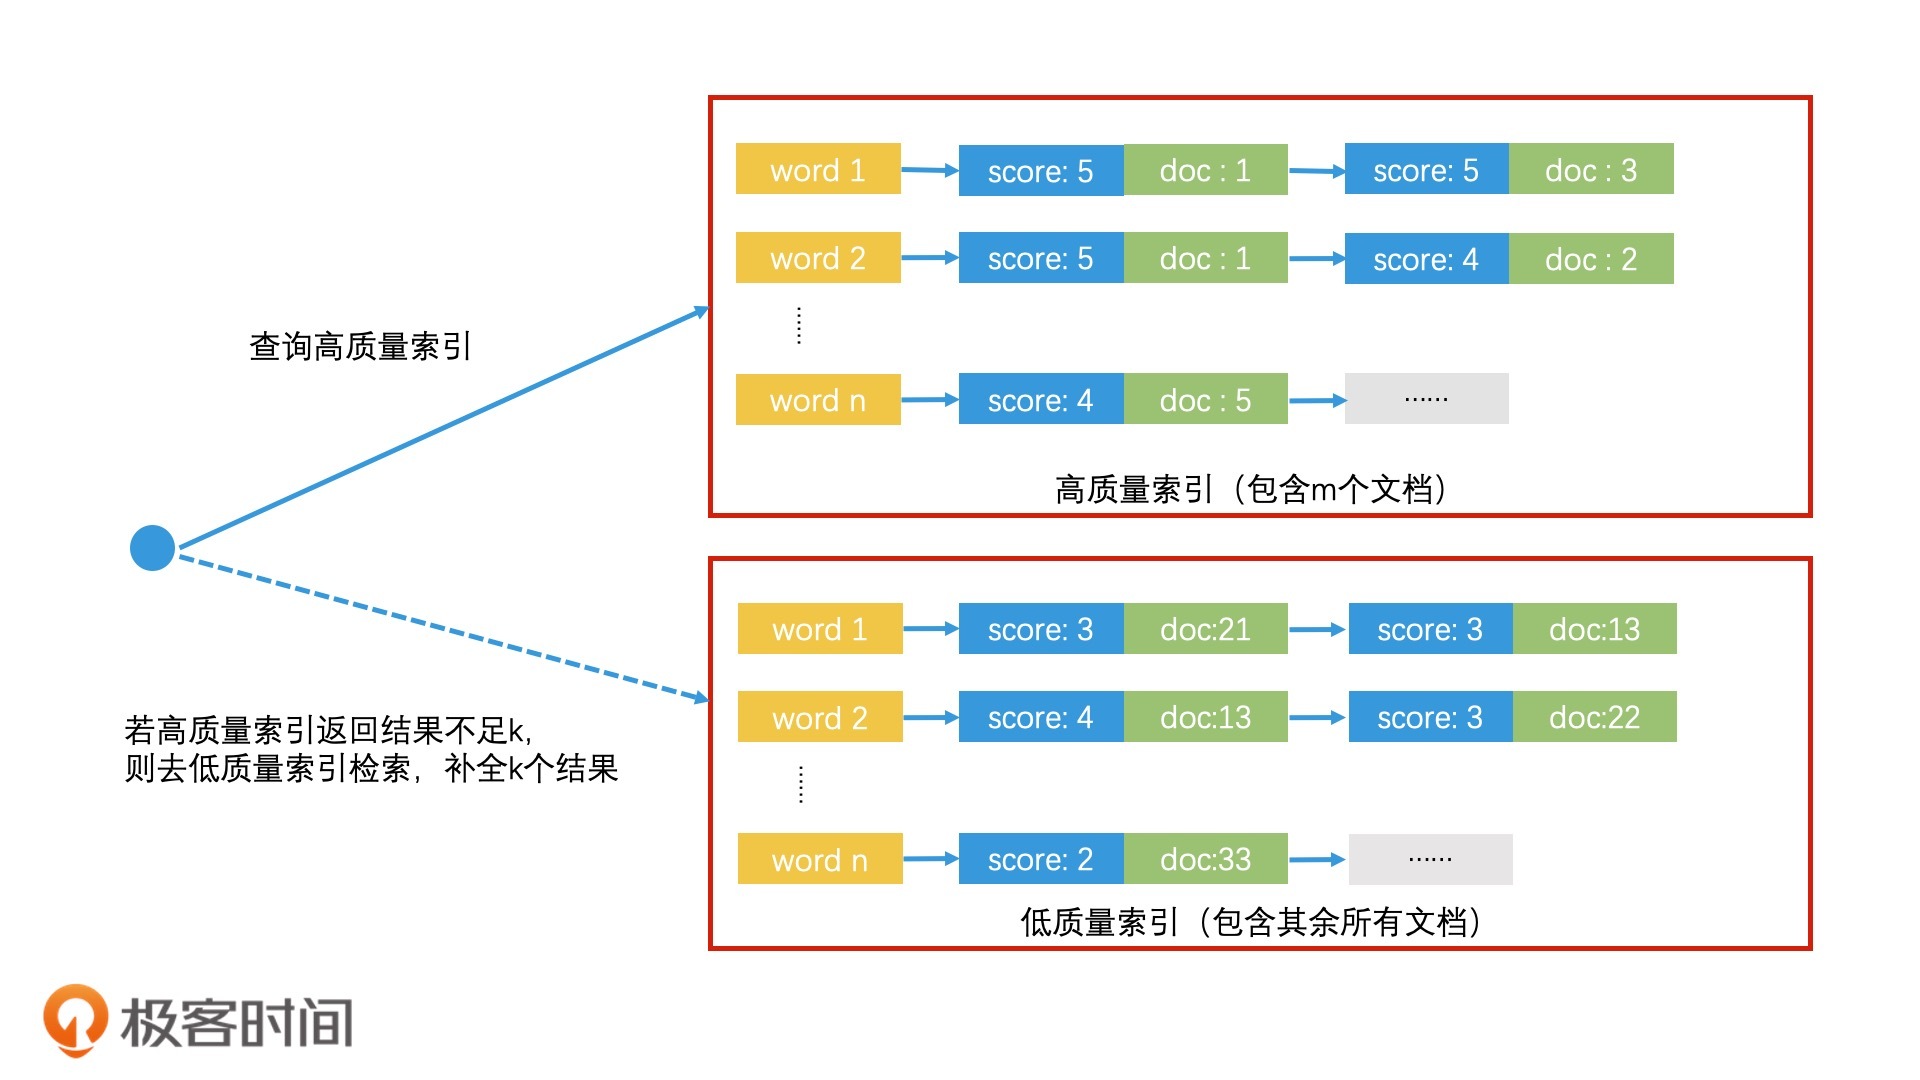 word 1 score: 5 doc : 1 score: 5 doc : 3
word 2 score: 5 doc : 1 score: 4 doc : 2
……
查询高质量索引
word n score: 4 doc : 5 ……
高质量索引（包含m个文档）
word 1 score: 3 doc:21 score: 3 doc:13
word 2 score: 4 doc:13 score: 3 doc:22
若高质量索引返回结果不足k，
则去低质量索引检索，补全k个结果
……
word n score: 2 doc:33 ……
低质量索引（包含其余所有文档）
极客时间